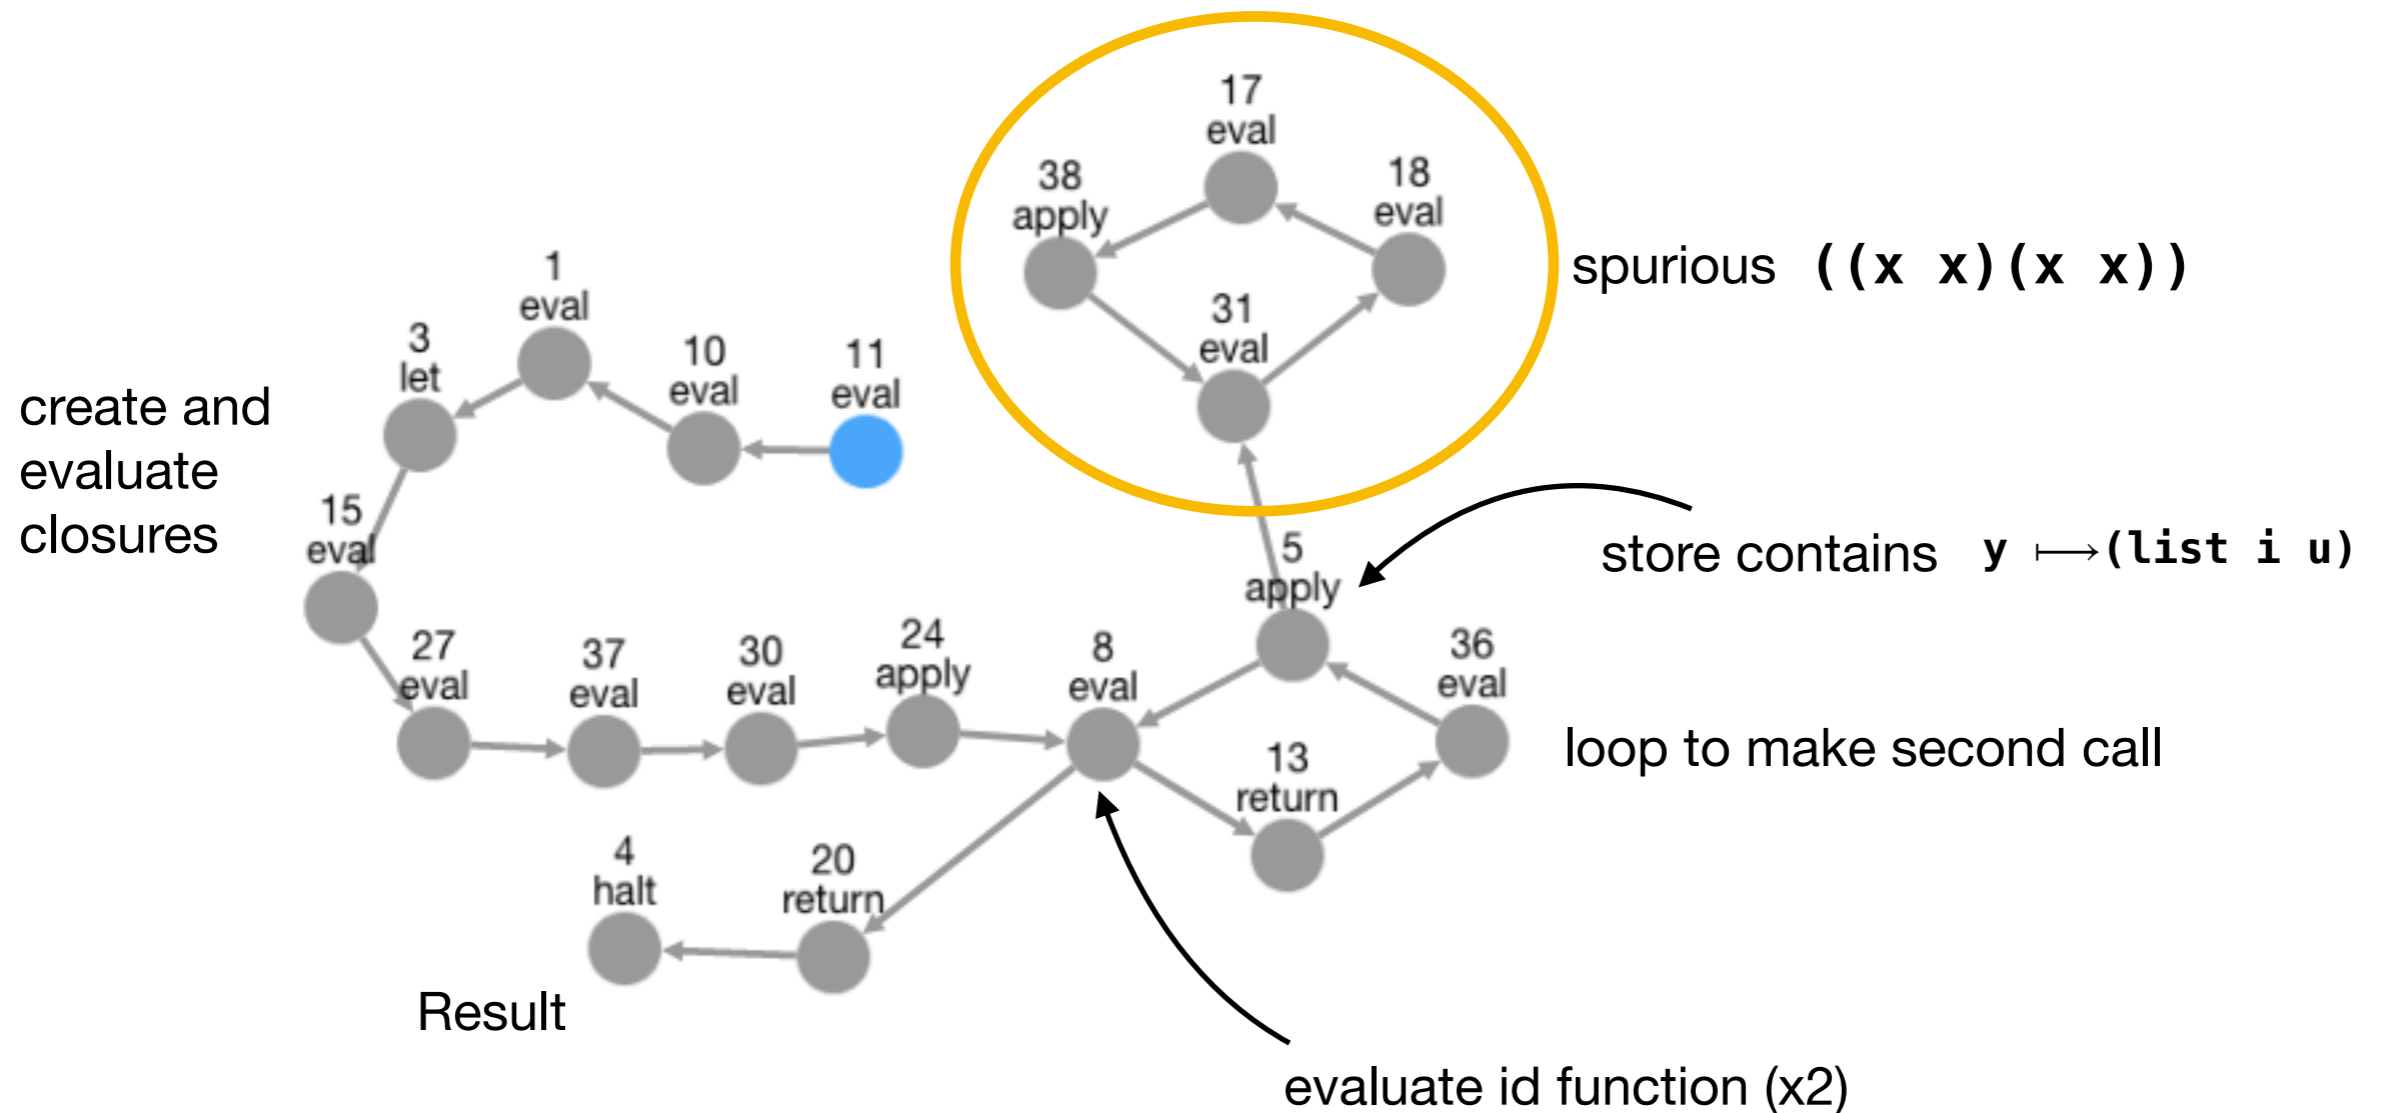 17
eval
38
apply
18
eval
spurious ((x x)(x x))
1
eval
31
eval
3
let
10
eval
11
eval
create and
evaluate
closures
15
eval
5
apply
store contains y ⟼(list i u)
27
eval
37
eval
30
eval
24
apply
8
eval
36
eval
13
return
loop to make second call
4
halt
20
return
Result
evaluate id function (x2)